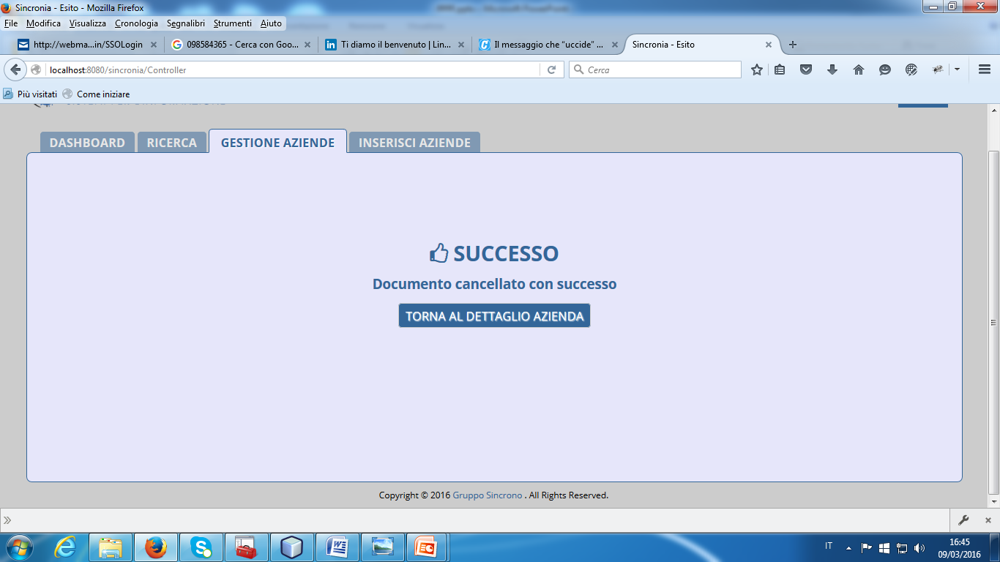 Sincronia - Esito - Mozilla Firefox
File Modifica Visualizza Cronologia Segnalibri Strumenti Aiuto
http://webma...in/SSOLogin
098584365 - Cerca con Goo...
Ti diamo il benvenuto | Lin...
Il messaggio che "uccide" ...
Sincronia - Esito
localhost:8080/sincronia/Controller
Cerca
Più visitati
Come iniziare
DASHBOARD
RICERCA
GESTIONE AZIENDE
INSERISCI AZIENDE
SUCCESSO
Documento cancellato con successo
TORNA AL DETTAGLIO AZIENDA
Copyright © 2016 Gruppo Sincrono . All Rights Reserved.
IT
16:45
09/03/2016